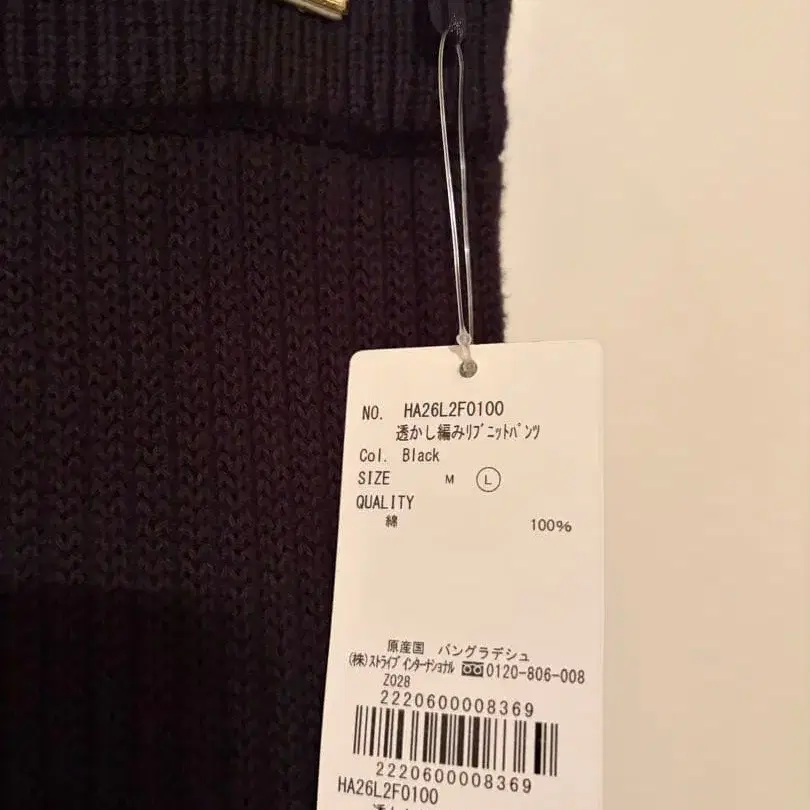 NO. HA26L2F0100
透かし編みﾘﾌﾞﾆｯﾄﾊﾟﾝﾂ
Col. Black
SIZE M L
QUALITY
綿 100%
原産国 バングラデシュ
(株)ｽﾄﾗｲﾌﾟｲﾝﾀｰﾅｼｮﾅﾙ 0120-806-008
Z028
2220600008369
2220600008369
HA26L2F0100